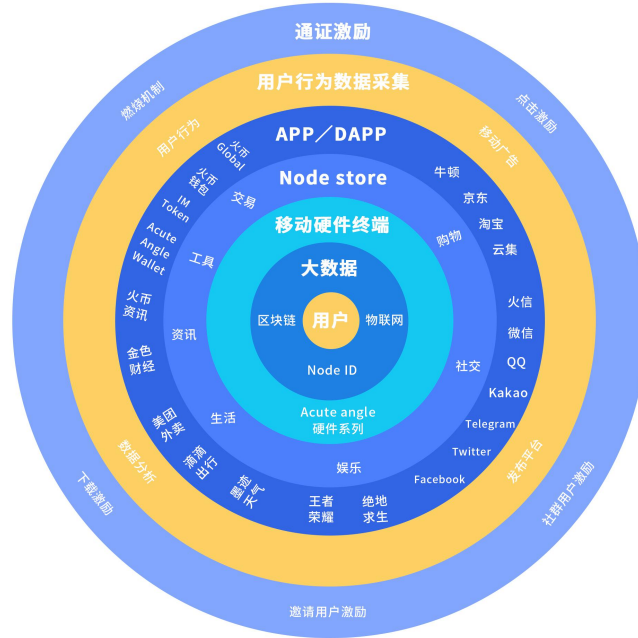 通证激励
燃烧机制
点击激励
用户行为数据采集
用户行为
移动广告
APP／DAPP
火币
Global
火币
钱包
IM
Token
Acute
Angle
Wallet
火币
资讯
金色
财经
美团
外卖
滴滴
出行
墨迹
天气
王者
荣耀
绝地
求生
牛顿
京东
淘宝
云集
火信
微信
QQ
Kakao
Telegram
Twitter
Facebook
Node store
交易
购物
工具
资讯
社交
生活
娱乐
移动硬件终端
大数据
区块链
用户
物联网
Node ID
Acute angle
硬件系列
数据分析
发布平台
下载激励
社群用户激励
邀请用户激励